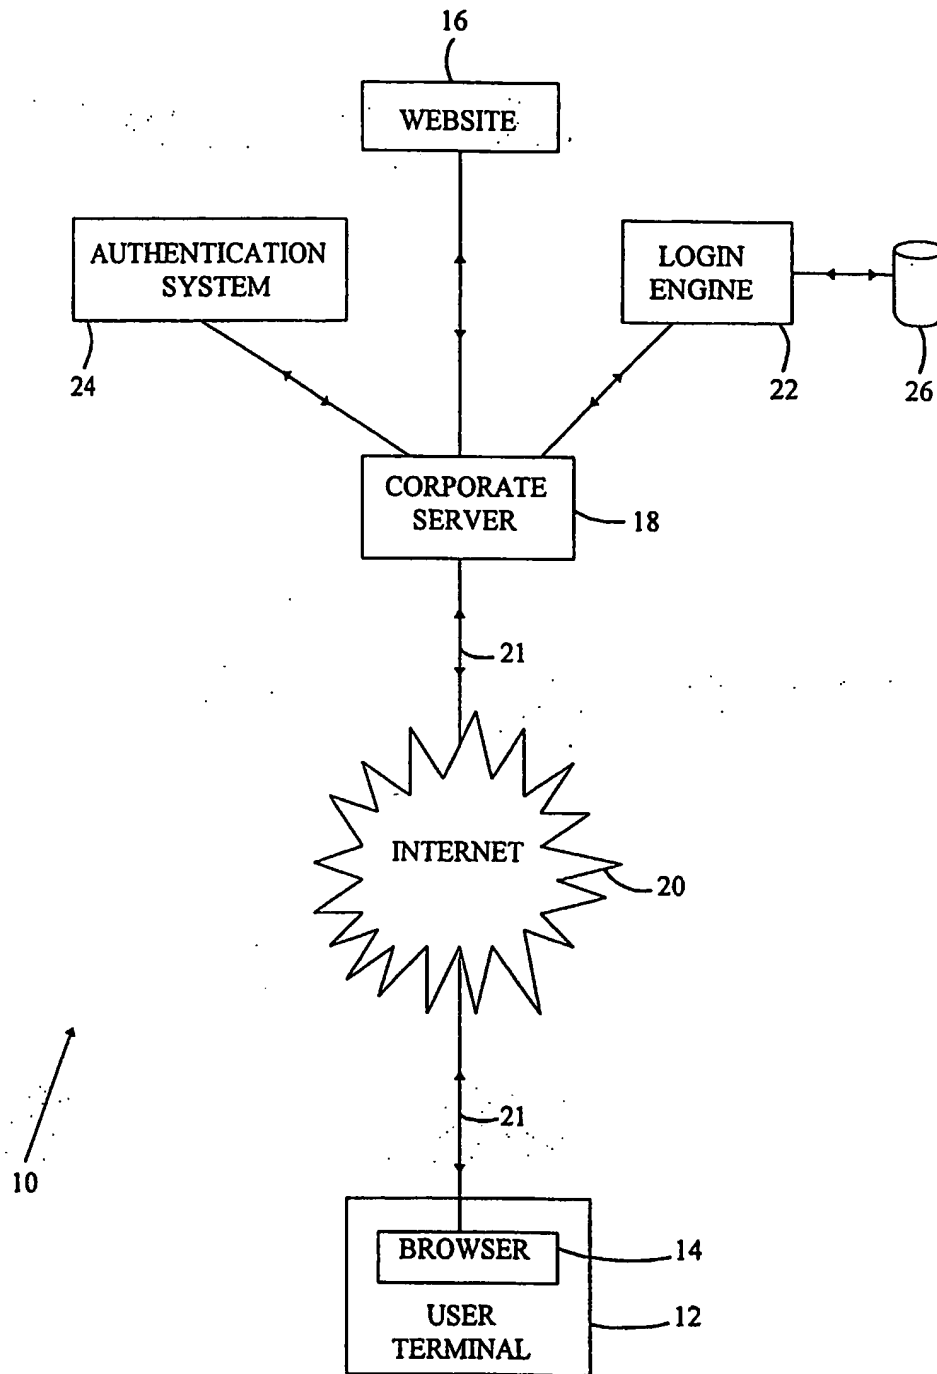 16
WEBSITE
AUTHENTICATION
SYSTEM
24
LOGIN
ENGINE
22
26
CORPORATE
SERVER
18
21
INTERNET
20
21
10
BROWSER
14
USER
TERMINAL
12